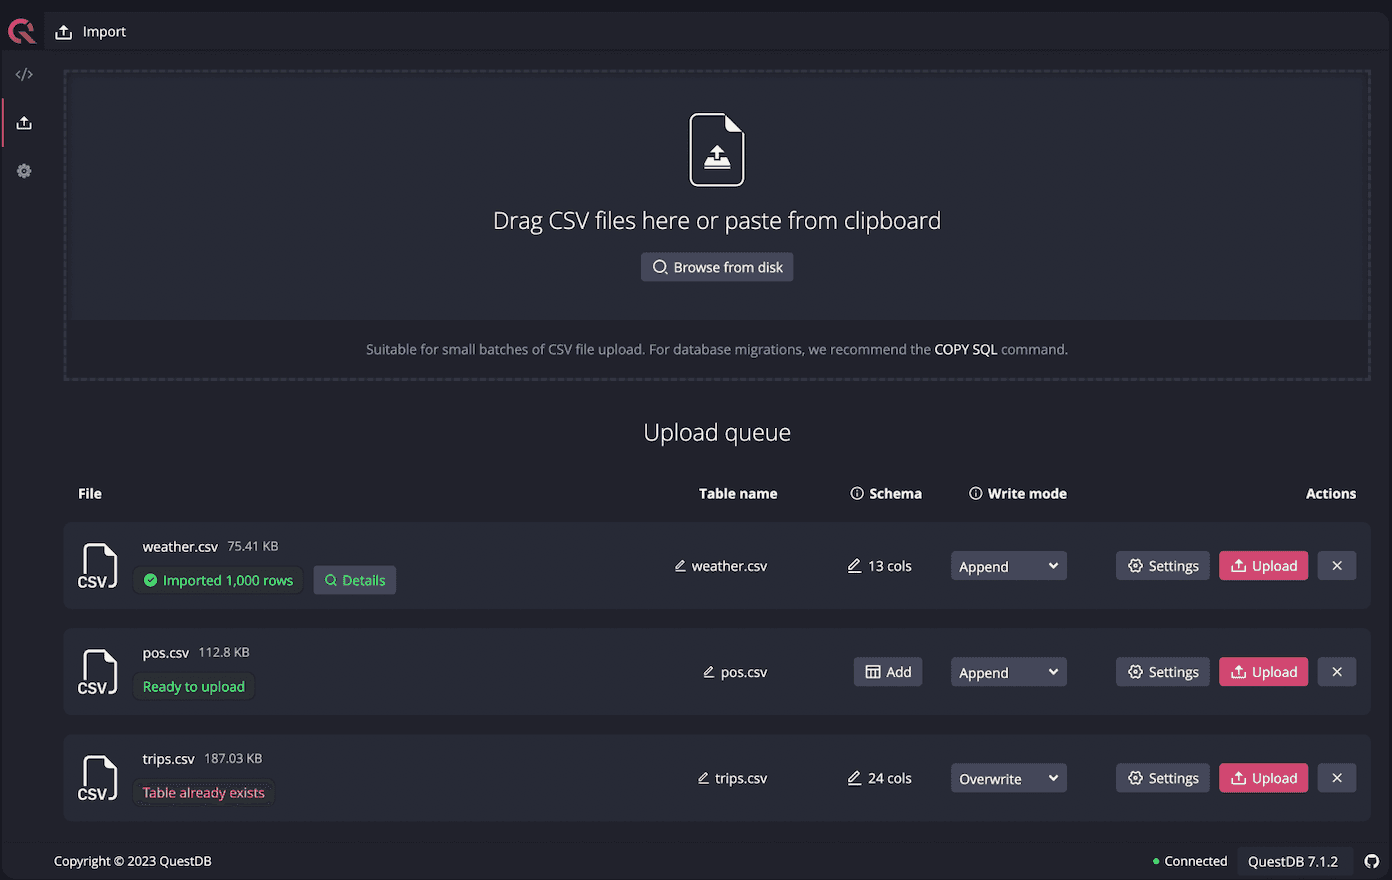 Import
Drag CSV files here or paste from clipboard
Browse from disk
Suitable for small batches of CSV file upload. For database migrations, we recommend the COPY SQL command.
Upload queue
File Table name Schema Write mode Actions
CSV weather.csv 75.41 KB
Imported 1,000 rows Details
weather.csv 13 cols Append Settings Upload
CSV pos.csv 112.8 KB
Ready to upload
pos.csv Add Append Settings Upload
CSV trips.csv 187.03 KB
Table already exists
trips.csv 24 cols Overwrite Settings Upload
Copyright © 2023 QuestDB Connected QuestDB 7.1.2